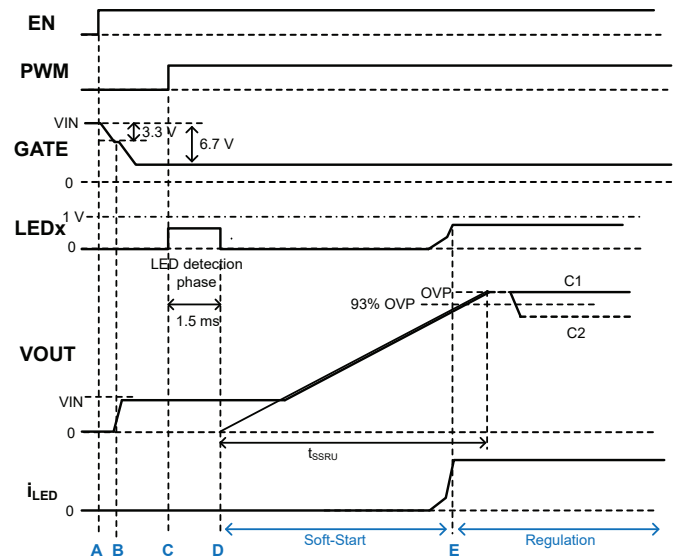 EN
PWM
VIN
3.3 V
GATE
6.7 V
0
1 V
LEDx
0
LED detection
phase
1.5 ms
OVP
C1
93% OVP
C2
VOUT
VIN
0
tSSRU
iLED
0
Soft-Start
Regulation
A
B
C
D
E